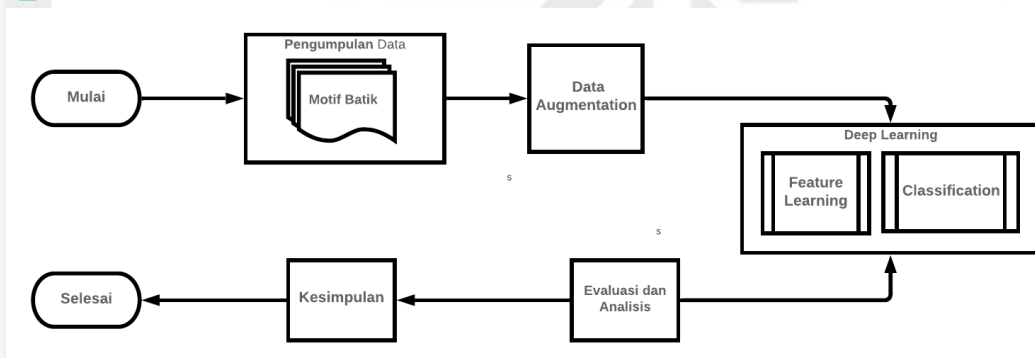 Pengumpulan Data
Mulai
Motif Batik
Data
Augmentation
Deep Learning
Feature
Learning
Classification
s
s
Selesai
Kesimpulan
Evaluasi dan
Analisis